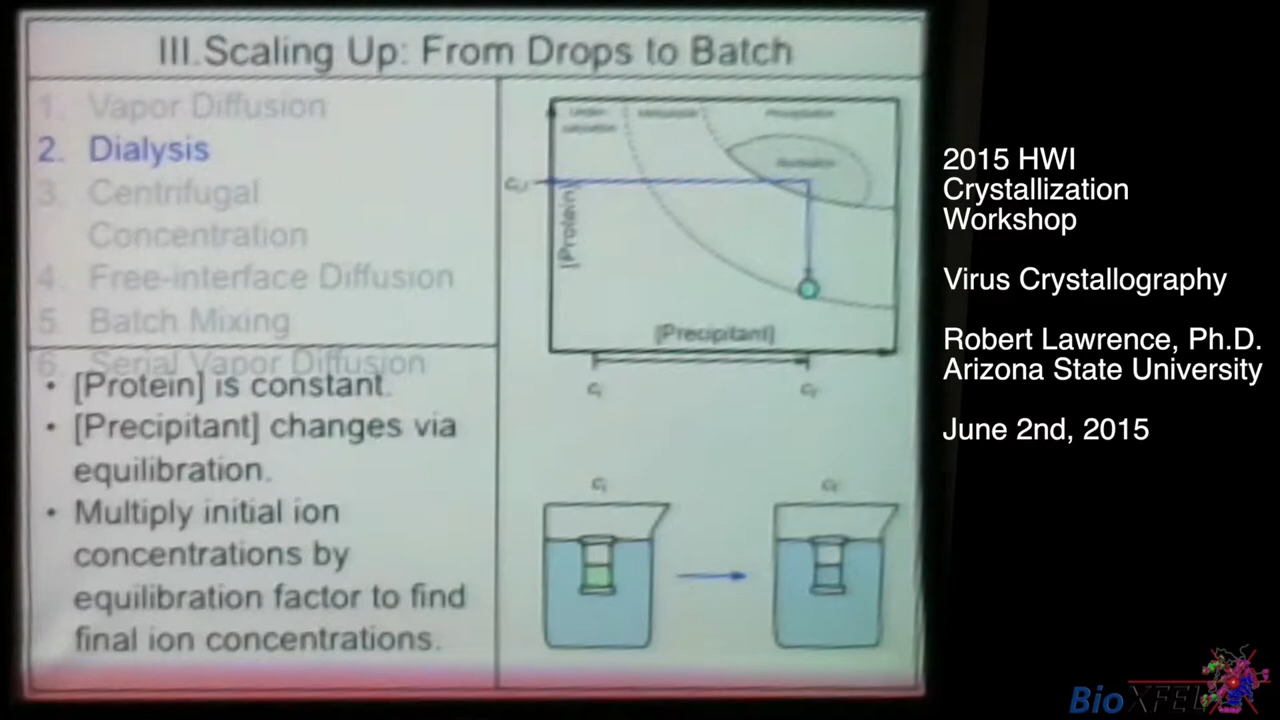 III. Scaling Up: From Drops to Batch
1. Vapor Diffusion
2. Dialysis
3. Centrifugal
Concentration
4. Free-interface Diffusion
5. Batch Mixing
6. Serial Vapor Diffusion
• [Protein] is constant.
• [Precipitant] changes via
equilibration.
• Multiply initial ion
concentrations by
equilibration factor to find
final ion concentrations.
[Protein]
[Precipitant]
2015 HWI
Crystallization
Workshop
Virus Crystallography
Robert Lawrence, Ph.D.
Arizona State University
June 2nd, 2015
BioXFEL